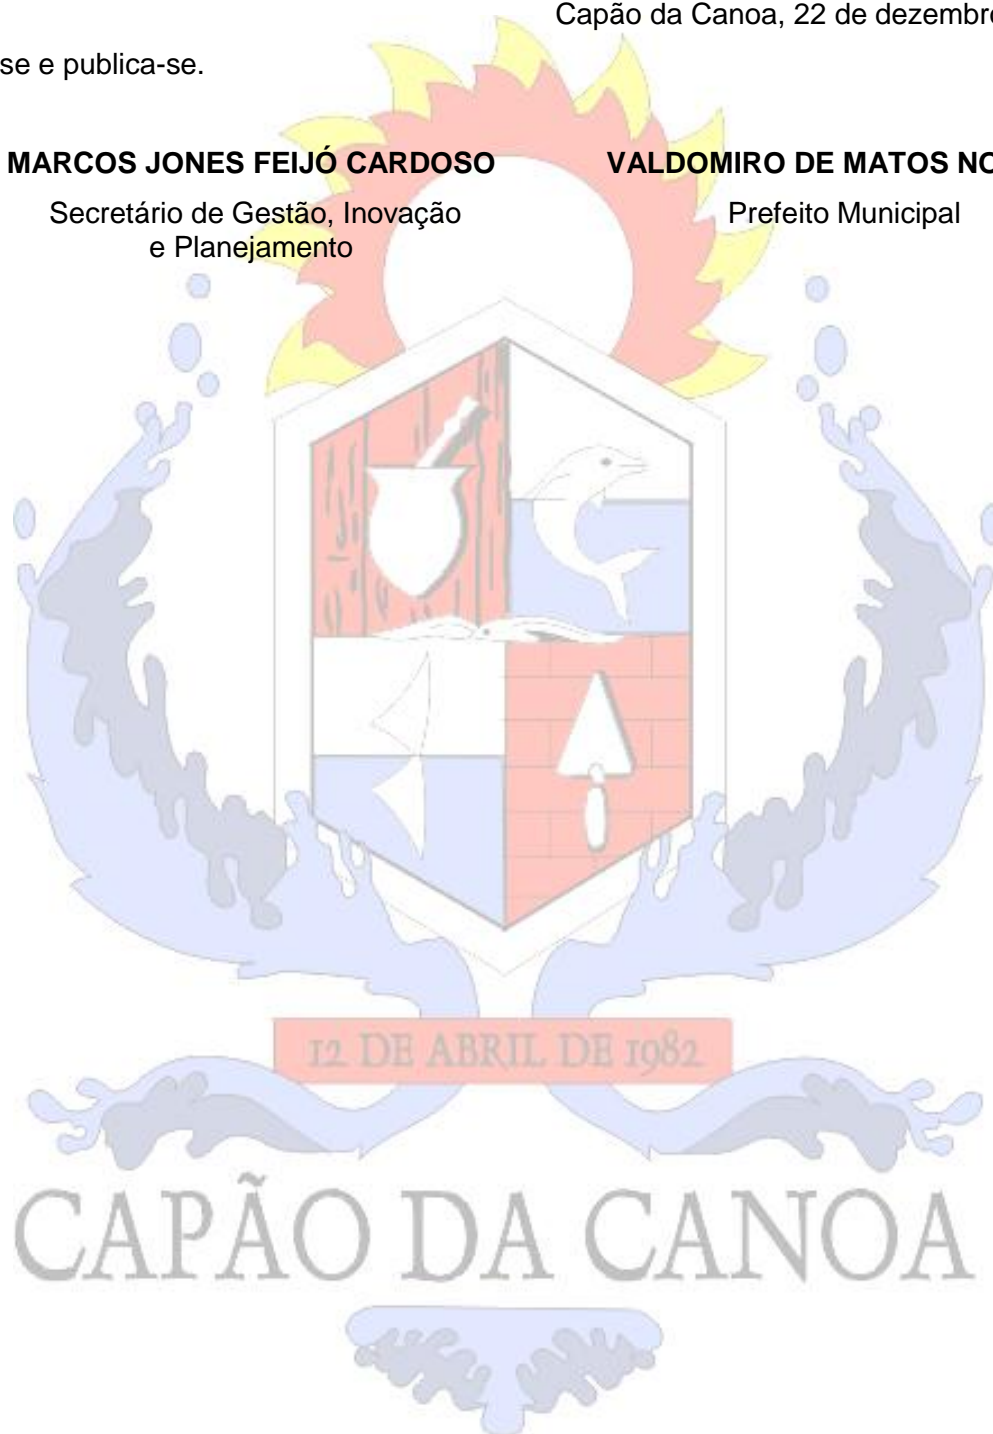 Capão da Canoa, 22 de dezembr
se e publica-se.
MARCOS JONES FEIJÓ CARDOSO
VALDOMIRO DE MATOS NO
Secretário de Gestão, Inovação
e Planejamento
Prefeito Municipal
12 DE ABRIL DE 1982
CAPÃO DA CANOA